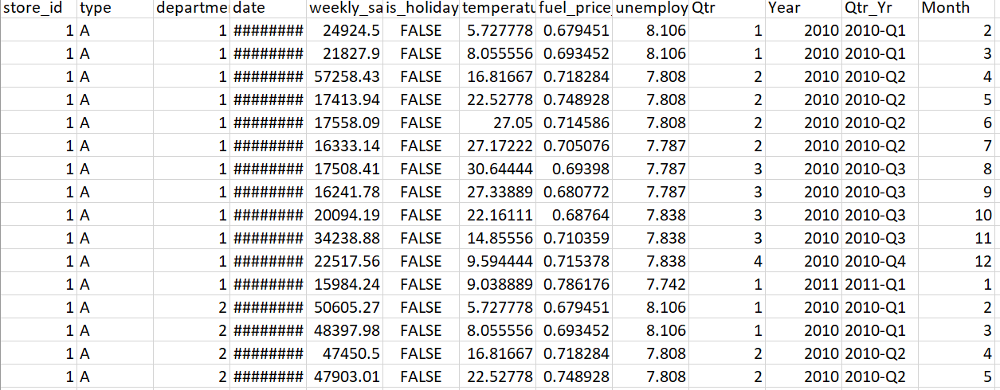 store_id type departme date weekly_sa is_holiday temperatu fuel_price_ unemploy Qtr Year Qtr_Yr Month
1 A 1 ######## 24924.5 FALSE 5.727778 0.679451 8.106 1 2010 2010-Q1 2
1 A 1 ######## 21827.9 FALSE 8.055556 0.693452 8.106 1 2010 2010-Q1 3
1 A 1 ######## 57258.43 FALSE 16.81667 0.718284 7.808 2 2010 2010-Q2 4
1 A 1 ######## 17413.94 FALSE 22.52778 0.748928 7.808 2 2010 2010-Q2 5
1 A 1 ######## 17558.09 FALSE 27.05 0.714586 7.808 2 2010 2010-Q2 6
1 A 1 ######## 16333.14 FALSE 27.17222 0.705076 7.787 2 2010 2010-Q2 7
1 A 1 ######## 17508.41 FALSE 30.64444 0.69398 7.787 3 2010 2010-Q3 8
1 A 1 ######## 16241.78 FALSE 27.33889 0.680772 7.787 3 2010 2010-Q3 9
1 A 1 ######## 20094.19 FALSE 22.16111 0.68764 7.838 3 2010 2010-Q3 10
1 A 1 ######## 34238.88 FALSE 14.85556 0.710359 7.838 3 2010 2010-Q3 11
1 A 1 ######## 22517.56 FALSE 9.594444 0.715378 7.838 4 2010 2010-Q4 12
1 A 1 ######## 15984.24 FALSE 9.038889 0.786176 7.742 1 2011 2011-Q1 1
1 A 2 ######## 50605.27 FALSE 5.727778 0.679451 8.106 1 2010 2010-Q1 2
1 A 2 ######## 48397.98 FALSE 8.055556 0.693452 8.106 1 2010 2010-Q1 3
1 A 2 ######## 47450.5 FALSE 16.81667 0.718284 7.808 2 2010 2010-Q2 4
1 A 2 ######## 47903.01 FALSE 22.52778 0.748928 7.808 2 2010 2010-Q2 5